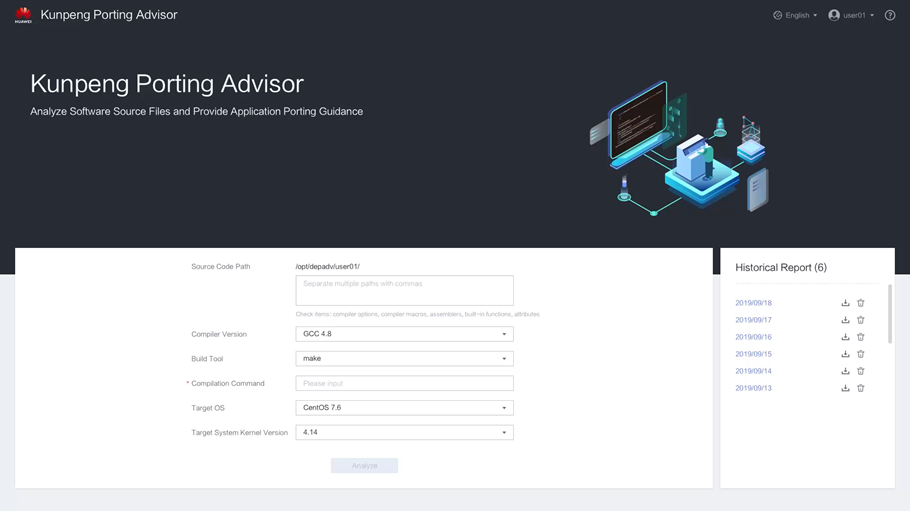 HUAWEI
Kunpeng Porting Advisor
English
user01
Kunpeng Porting Advisor
Analyze Software Source Files and Provide Application Porting Guidance
Source Code Path
/opt/depadv/user01/
Separate multiple paths with commas
Check items: compiler options, compiler macros, assemblers, built-in functions, attributes
Compiler Version
GCC 4.8
Build Tool
make
* Compilation Command
Please input
Target OS
CentOS 7.6
Target System Kernel Version
4.14
Analyze
Historical Report (6)
2019/09/18
2019/09/17
2019/09/16
2019/09/15
2019/09/14
2019/09/13